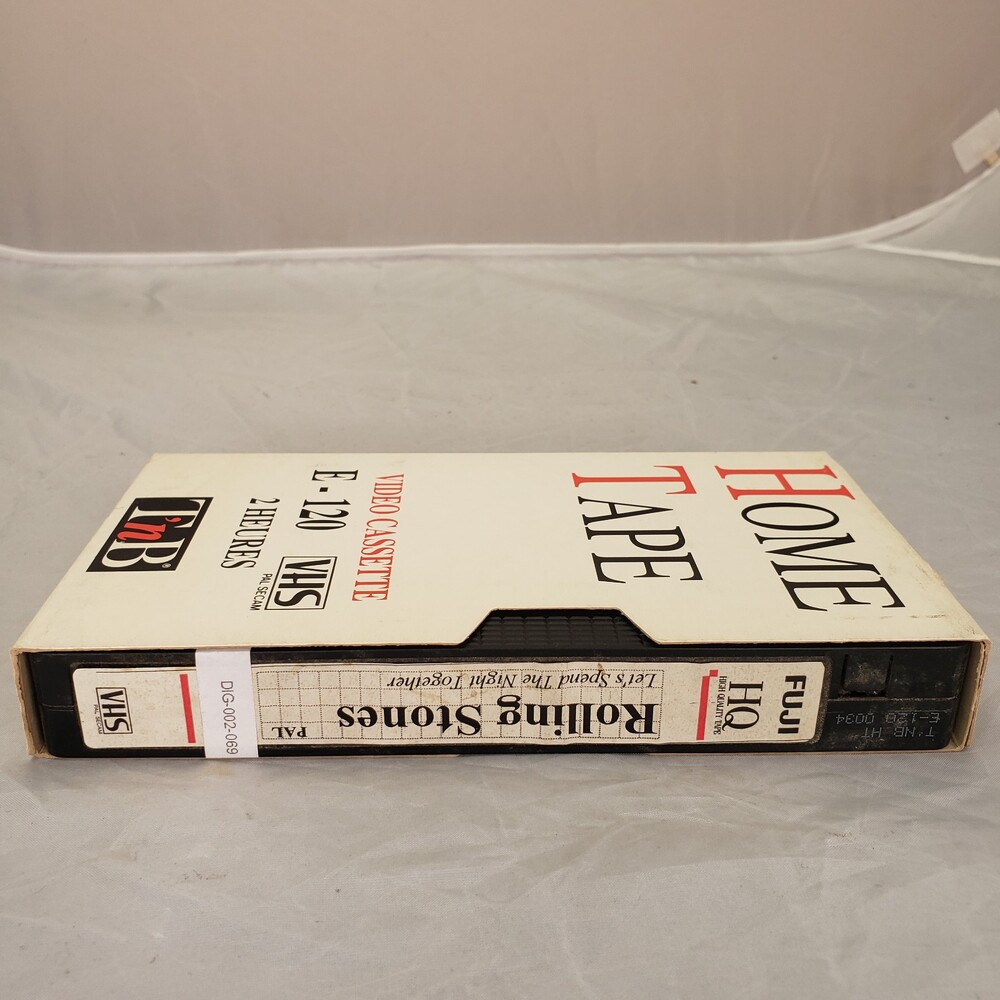 HOME
TAPE
VIDEO CASSETTE
E - 120
2 HEURES
VHS
PAL SECAM
T'nB®
FUJI
HQ
HIGH QUALITY TAPE
Rolling Stones
Let's Spend The Night Together
PAL
DIG-002-069
VHS
PAL SECAM
T'NB HT
E-120 0034